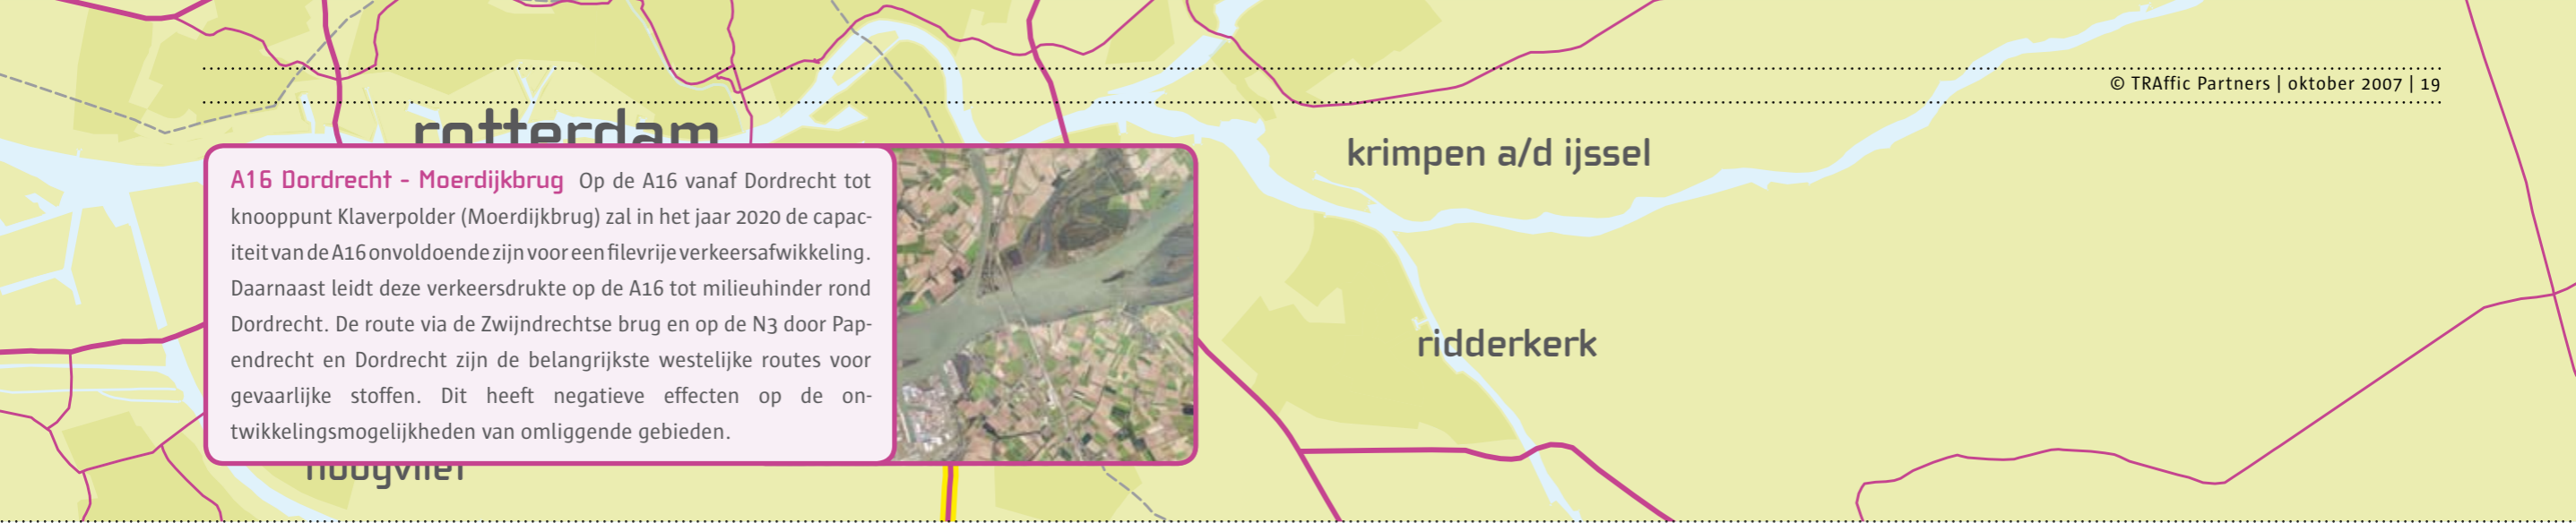 © TRAffic Partners | oktober 2007 | 19
rotterdam
krimpen a/d ijssel
A16 Dordrecht - Moerdijkbrug Op de A16 vanaf Dordrecht tot
knooppunt Klaverpolder (Moerdijkbrug) zal in het jaar 2020 de capac-
iteit van de A16 onvoldoende zijn voor een filevrije verkeersafwikkeling.
Daarnaast leidt deze verkeersdrukte op de A16 tot milieuhinder rond
Dordrecht. De route via de Zwijndrechtse brug en op de N3 door Pap-
endrecht en Dordrecht zijn de belangrijkste westelijke routes voor
gevaarlijke stoffen. Dit heeft negatieve effecten op de on-
twikkelingsmogelijkheden van omliggende gebieden.
ridderkerk
hoogvliet